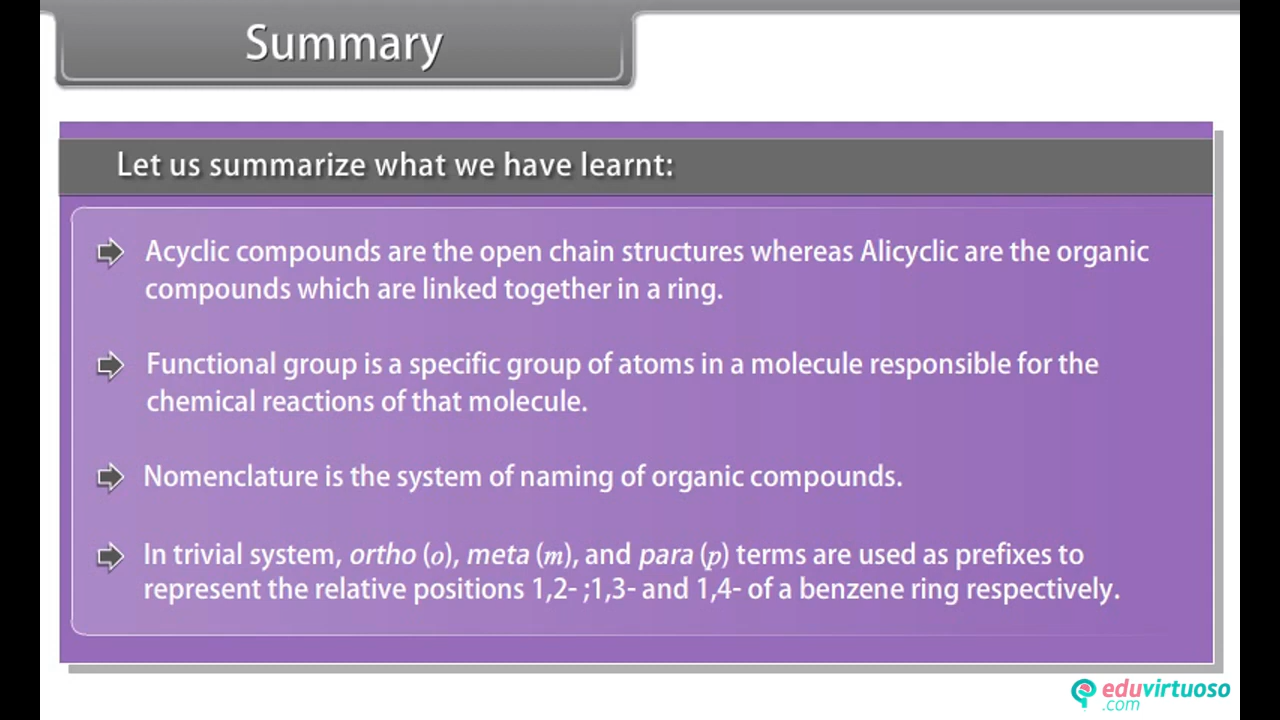 Summary
Let us summarize what we have learnt:
Acyclic compounds are the open chain structures whereas Alicyclic are the organic
compounds which are linked together in a ring.
Functional group is a specific group of atoms in a molecule responsible for the
chemical reactions of that molecule.
Nomenclature is the system of naming of organic compounds.
In trivial system, ortho (o), meta (m), and para (p) terms are used as prefixes to
represent the relative positions 1,2- ;1,3- and 1,4- of a benzene ring respectively.
eduvirtuoso
.com